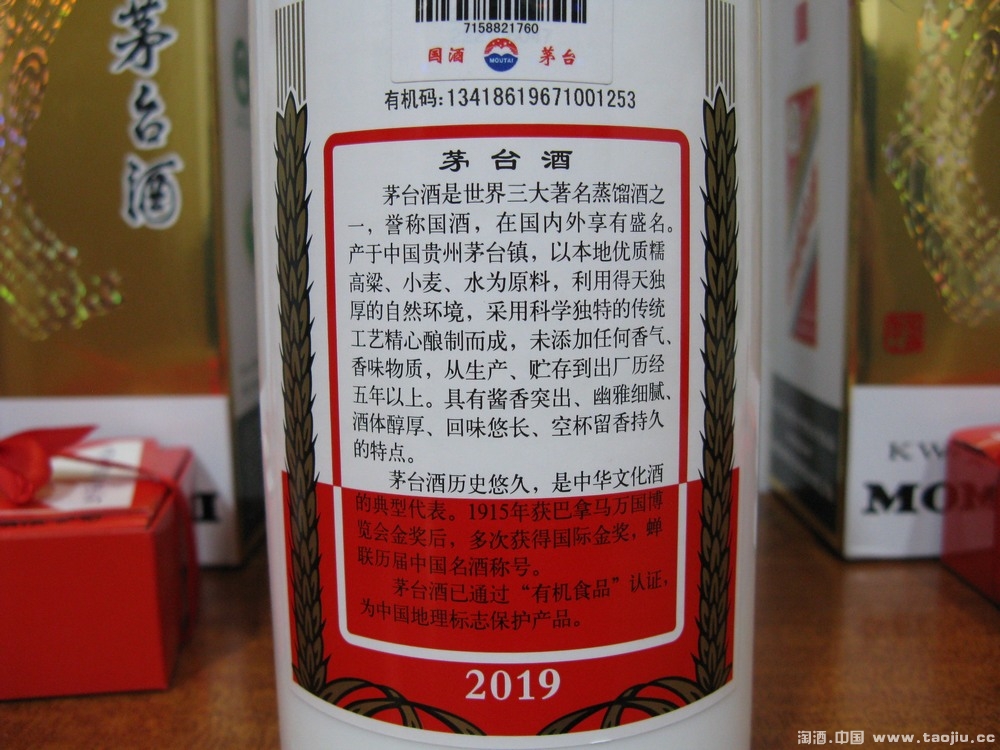 茅台酒
7158821760
国酒 MOUTAI 茅台
有机码:13418619671001253
茅台酒
茅台酒是世界三大著名蒸馏酒之
一，誉称国酒，在国内外享有盛名。
产于中国贵州茅台镇，以本地优质糯
高粱、小麦、水为原料，利用得天独
厚的自然环境，采用科学独特的传统
工艺精心酿制而成，未添加任何香气、
香味物质，从生产、贮存到出厂历经
五年以上。具有酱香突出、幽雅细腻、
酒体醇厚、回味悠长、空杯留香持久
的特点。
茅台酒历史悠久，是中华文化酒
的典型代表。1915年获巴拿马万国博
览会金奖后，多次获得国际金奖，蝉
联历届中国名酒称号。
茅台酒已通过“有机食品”认证，
为中国地理标志保护产品。
2019
淘酒.中国 www.taojiu.cc